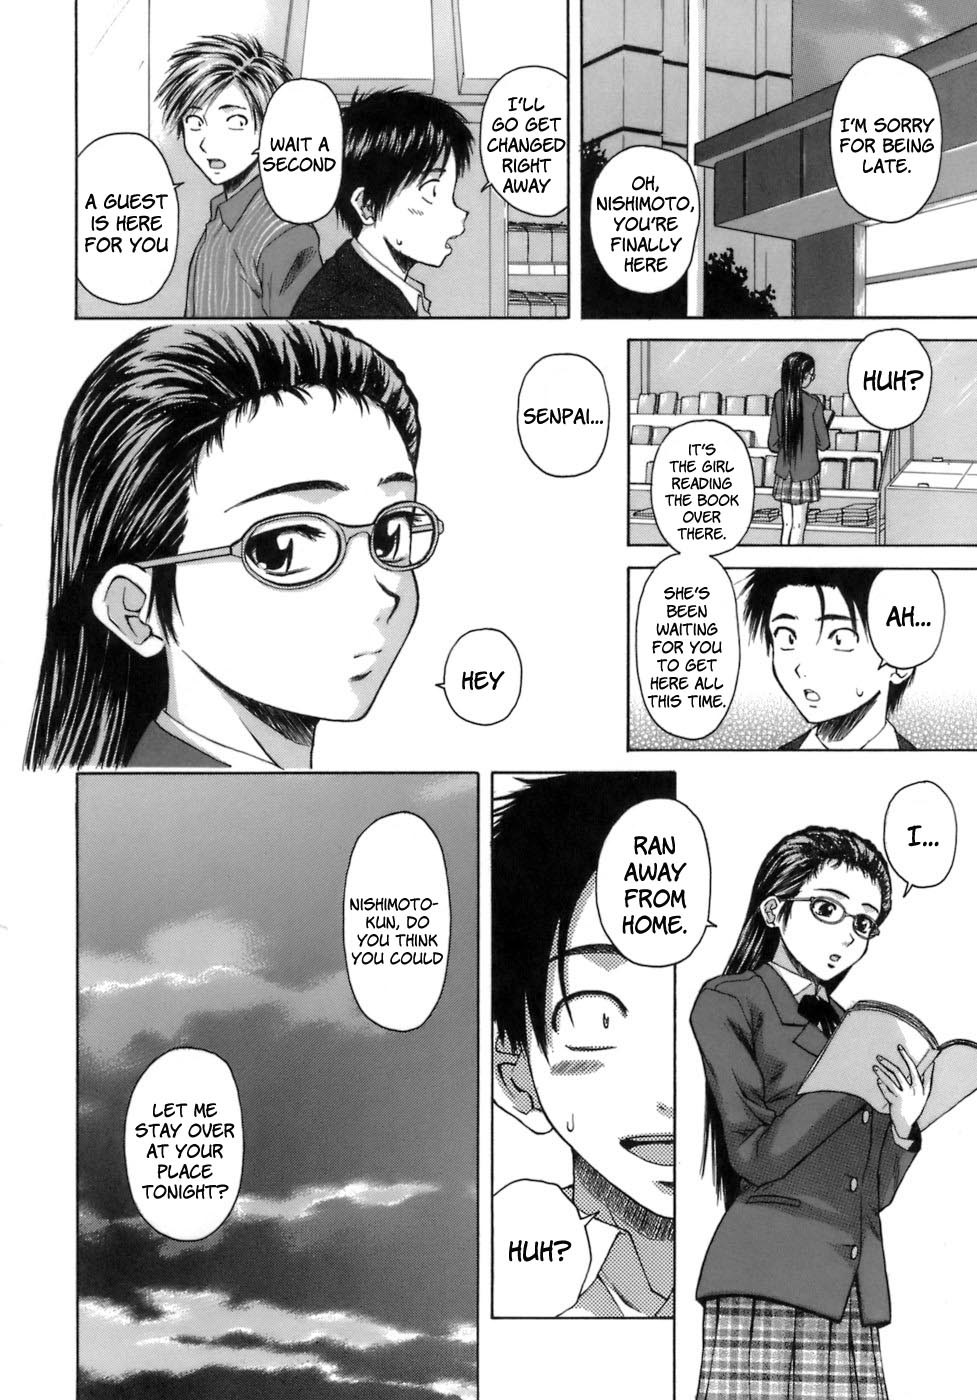 I'M SORRY
FOR BEING
LATE.
OH,
NISHIMOTO,
YOU'RE
FINALLY
HERE
I'LL
GO GET
CHANGED
RIGHT
AWAY
WAIT A
SECOND
A GUEST
IS HERE
FOR YOU
HUH?
IT'S
THE GIRL
READING
THE BOOK
OVER
THERE.
SHE'S
BEEN
WAITING
FOR YOU
TO GET
HERE ALL
THIS TIME.
AH...
SENPAI...
HEY
I...
RAN
AWAY
FROM
HOME.
HUH?
NISHIMOTO-
KUN, DO
YOU THINK
YOU COULD
LET ME
STAY OVER
AT YOUR
PLACE
TONIGHT?